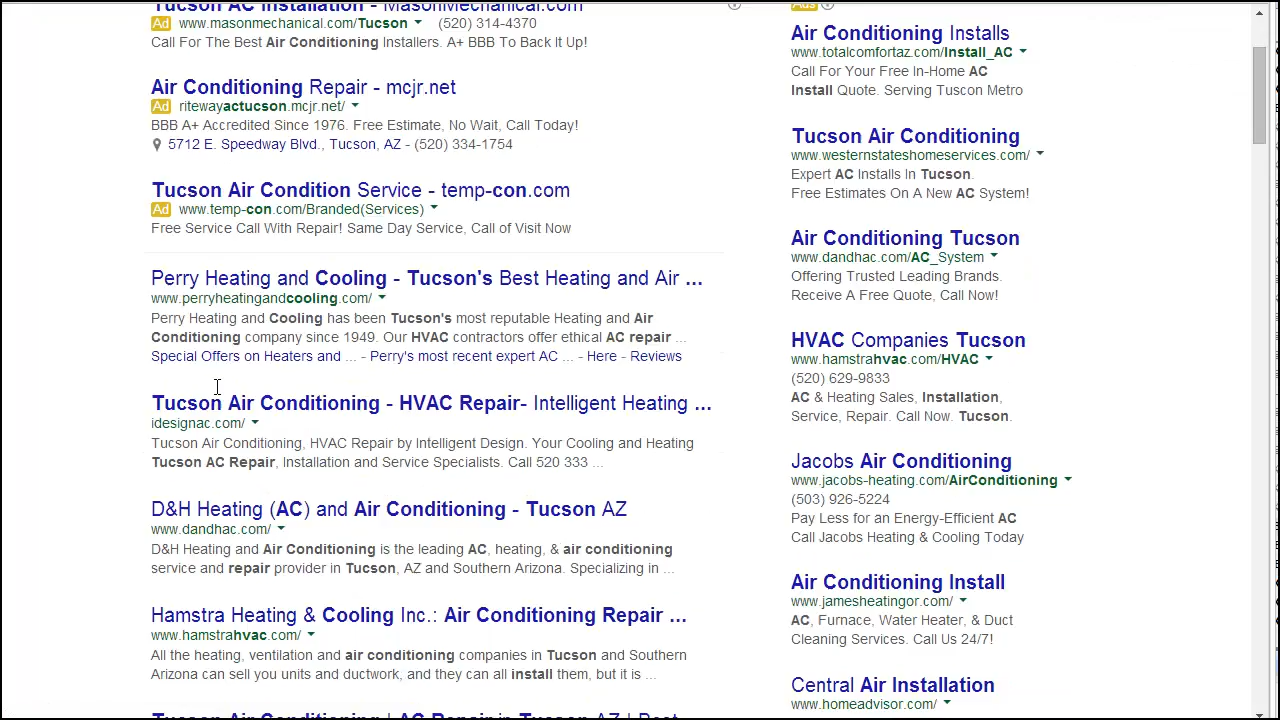 Tucson AC Installation - MasonMechanical.com
Ad www.masonmechanical.com/Tucson (520) 314-4370
Call For The Best Air Conditioning Installers. A+ BBB To Back It Up!
Air Conditioning Repair - mcjr.net
Ad ritewayactucson.mcjr.net/
BBB A+ Accredited Since 1976. Free Estimate, No Wait, Call Today!
5712 E. Speedway Blvd., Tucson, AZ - (520) 334-1754
Tucson Air Condition Service - temp-con.com
Ad www.temp-con.com/Branded(Services)
Free Service Call With Repair! Same Day Service, Call of Visit Now
Perry Heating and Cooling - Tucson's Best Heating and Air ...
www.perryheatingandcooling.com/
Perry Heating and Cooling has been Tucson's most reputable Heating and Air
Conditioning company since 1949. Our HVAC contractors offer ethical AC repair ...
Special Offers on Heaters and ... - Perry's most recent expert AC ... - Here - Reviews
Tucson Air Conditioning - HVAC Repair- Intelligent Heating ...
idesignac.com/
Tucson Air Conditioning, HVAC Repair by Intelligent Design. Your Cooling and Heating
Tucson AC Repair, Installation and Service Specialists. Call 520 333 ...
D&H Heating (AC) and Air Conditioning - Tucson AZ
www.dandhac.com/
D&H Heating and Air Conditioning is the leading AC, heating, & air conditioning
service and repair provider in Tucson, AZ and Southern Arizona. Specializing in ...
Hamstra Heating & Cooling Inc.: Air Conditioning Repair ...
www.hamstrahvac.com/
All the heating, ventilation and air conditioning companies in Tucson and Southern
Arizona can sell you units and ductwork, and they can all install them, but it is ...
Tucson Air Conditioning | AC Repair in Tucson AZ | Best
Ads
Air Conditioning Installs
www.totalcomfortaz.com/Install_AC
Call For Your Free In-Home AC
Install Quote. Serving Tuscon Metro
Tucson Air Conditioning
www.westernstateshomeservices.com/
Expert AC Installs In Tucson.
Free Estimates On A New AC System!
Air Conditioning Tucson
www.dandhac.com/AC_System
Offering Trusted Leading Brands.
Receive A Free Quote, Call Now!
HVAC Companies Tucson
www.hamstrahvac.com/HVAC
(520) 629-9833
AC & Heating Sales, Installation,
Service, Repair. Call Now. Tucson.
Jacobs Air Conditioning
www.jacobs-heating.com/AirConditioning
(503) 926-5224
Pay Less for an Energy-Efficient AC
Call Jacobs Heating & Cooling Today
Air Conditioning Install
www.jamesheatingor.com/
AC, Furnace, Water Heater, & Duct
Cleaning Services. Call Us 24/7!
Central Air Installation
www.homeadvisor.com/